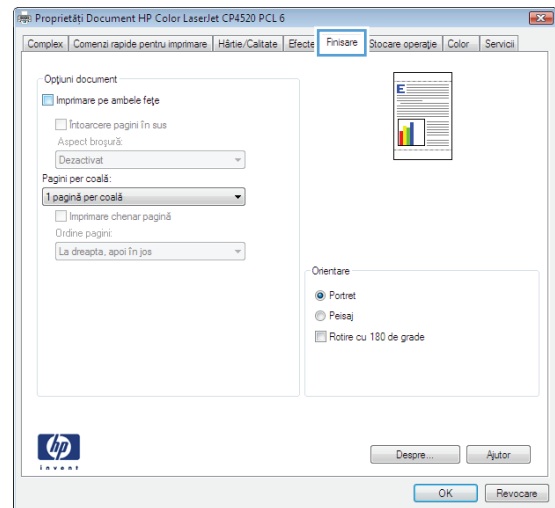 Proprietăți Document HP Color LaserJet CP4520 PCL 6
Complex Comenzi rapide pentru imprimare Hârtie/Calitate Efecte Finisare Stocare operație Color Servicii
Opțiuni document
Imprimare pe ambele fețe
Întoarcere pagini în sus
Aspect broșură:
Dezactivat
Pagini per coală:
1 pagină per coală
Imprimare chenar pagină
Ordine pagini:
La dreapta, apoi în jos
E
Orientare
Portret
Peisaj
Rotire cu 180 de grade
hp
invent
Despre... Ajutor
OK Revocare